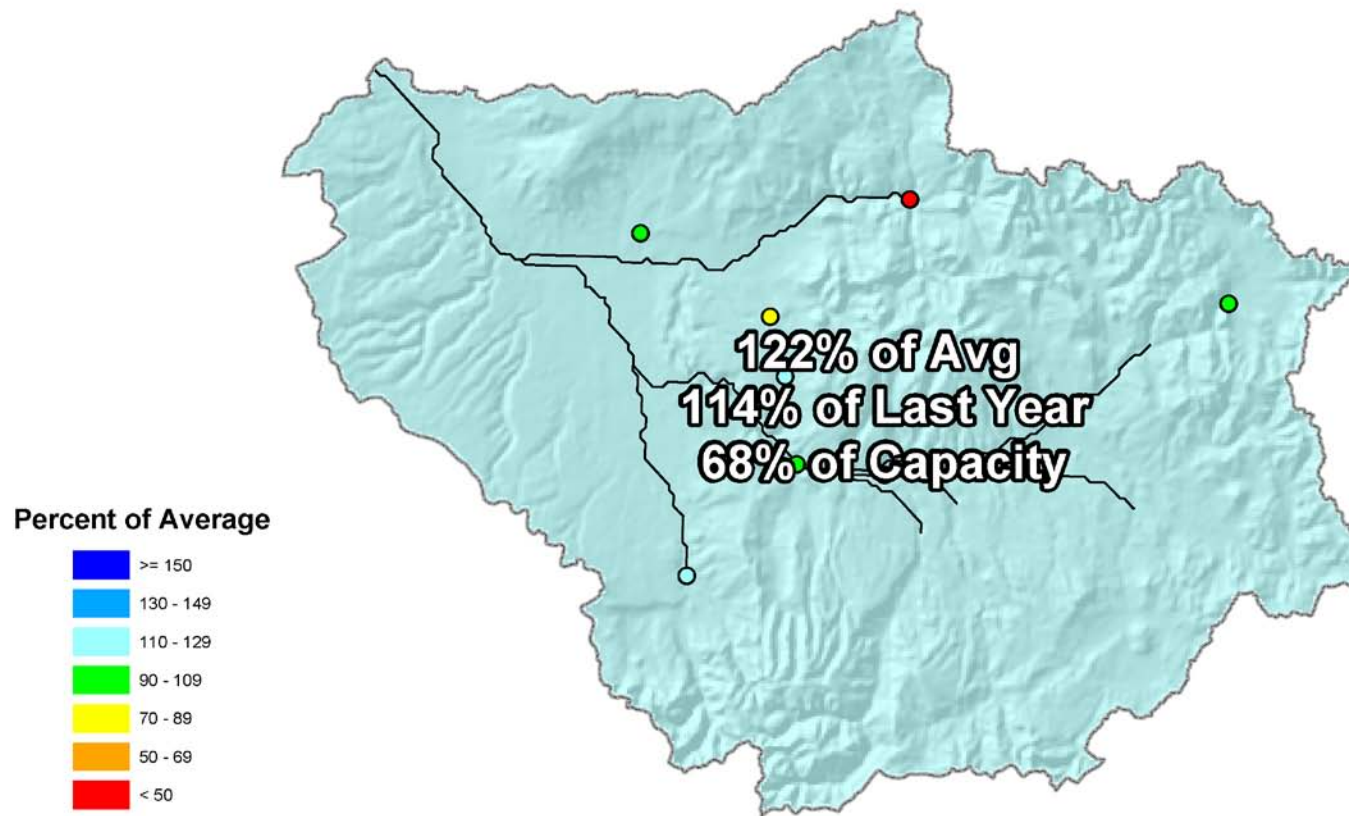 122% of Avg
114% of Last Year
68% of Capacity
Percent of Average
>= 150
130 - 149
110 - 129
90 - 109
70 - 89
50 - 69
< 50